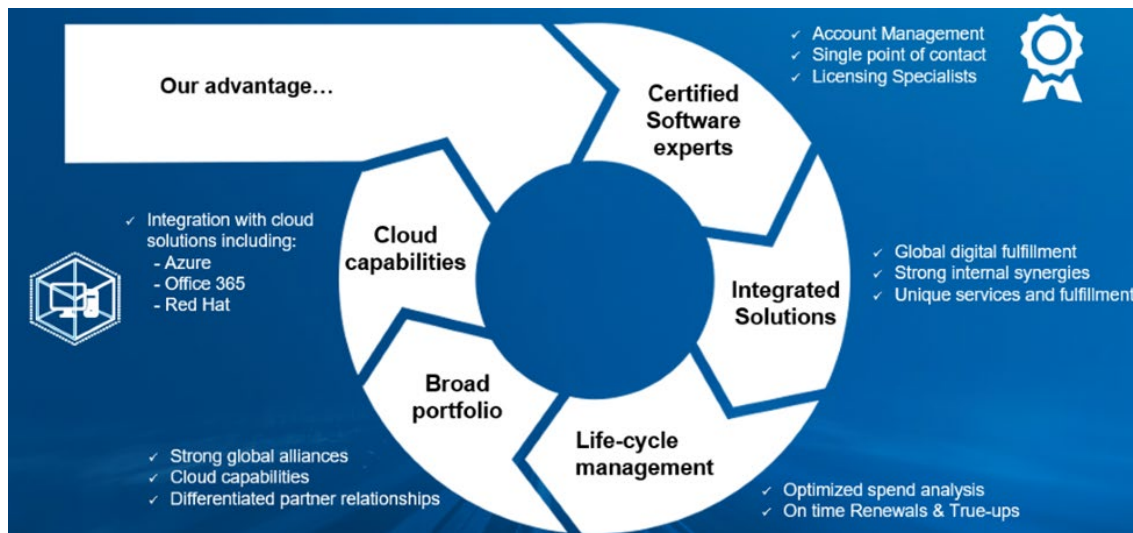 Our advantage...
Certified
Software
experts
✓ Account Management
✓ Single point of contact
✓ Licensing Specialists
Integrated
Solutions
✓ Global digital fulfillment
✓ Strong internal synergies
✓ Unique services and fulfillment
Life-cycle
management
✓ Optimized spend analysis
✓ On time Renewals & True-ups
Broad
portfolio
✓ Strong global alliances
✓ Cloud capabilities
✓ Differentiated partner relationships
Cloud
capabilities
✓ Integration with cloud
solutions including:
- Azure
- Office 365
- Red Hat